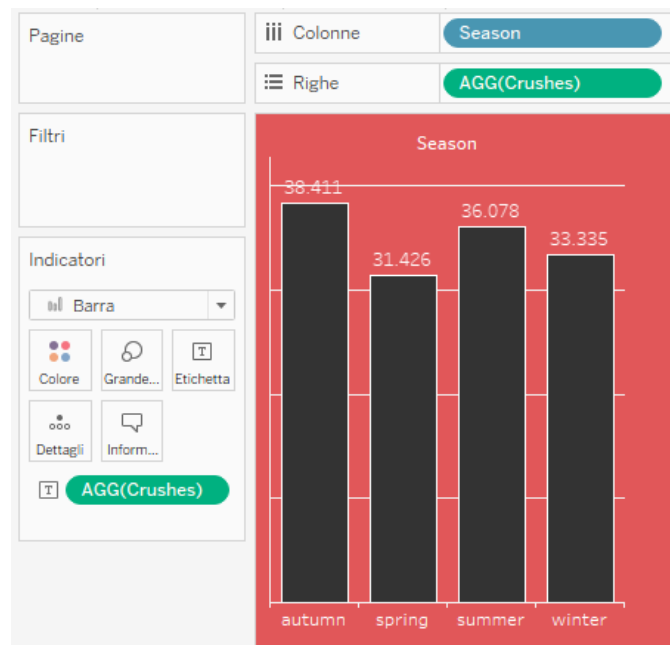 Pagine
Colonne
Season
Righe
AGG(Crushes)
Filtri
Indicatori
Barra
Colore
Grande...
T
Etichetta
Dettagli
Inform...
T
AGG(Crushes)
Season
38.411
31.426
36.078
33.335
autumn
spring
summer
winter